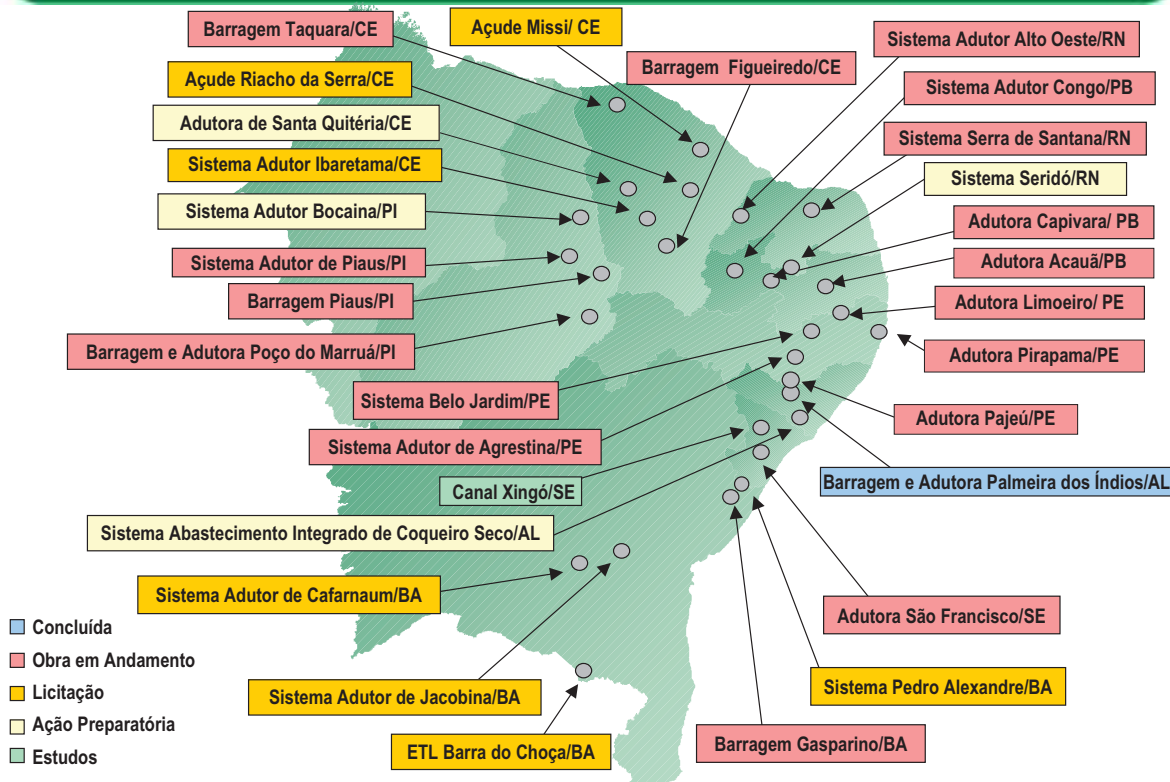 Barragem Taquara/CE
Açude Missi/ CE
Sistema Adutor Alto Oeste/RN
Açude Riacho da Serra/CE
Barragem Figueiredo/CE
Sistema Adutor Congo/PB
Adutora de Santa Quitéria/CE
Sistema Serra de Santana/RN
Sistema Adutor Ibaretama/CE
Sistema Seridó/RN
Sistema Adutor Bocaina/PI
Adutora Capivara/ PB
Sistema Adutor de Piaus/PI
Adutora Acauã/PB
Barragem Piaus/PI
Adutora Limoeiro/ PE
Barragem e Adutora Poço do Marruá/PI
Adutora Pirapama/PE
Sistema Belo Jardim/PE
Adutora Pajeú/PE
Sistema Adutor de Agrestina/PE
Barragem e Adutora Palmeira dos Índios/AL
Canal Xingó/SE
Sistema Abastecimento Integrado de Coqueiro Seco/AL
Sistema Adutor de Cafarnaum/BA
Adutora São Francisco/SE
Sistema Adutor de Jacobina/BA
Sistema Pedro Alexandre/BA
ETL Barra do Choça/BA
Barragem Gasparino/BA
Concluída
Obra em Andamento
Licitação
Ação Preparatória
Estudos